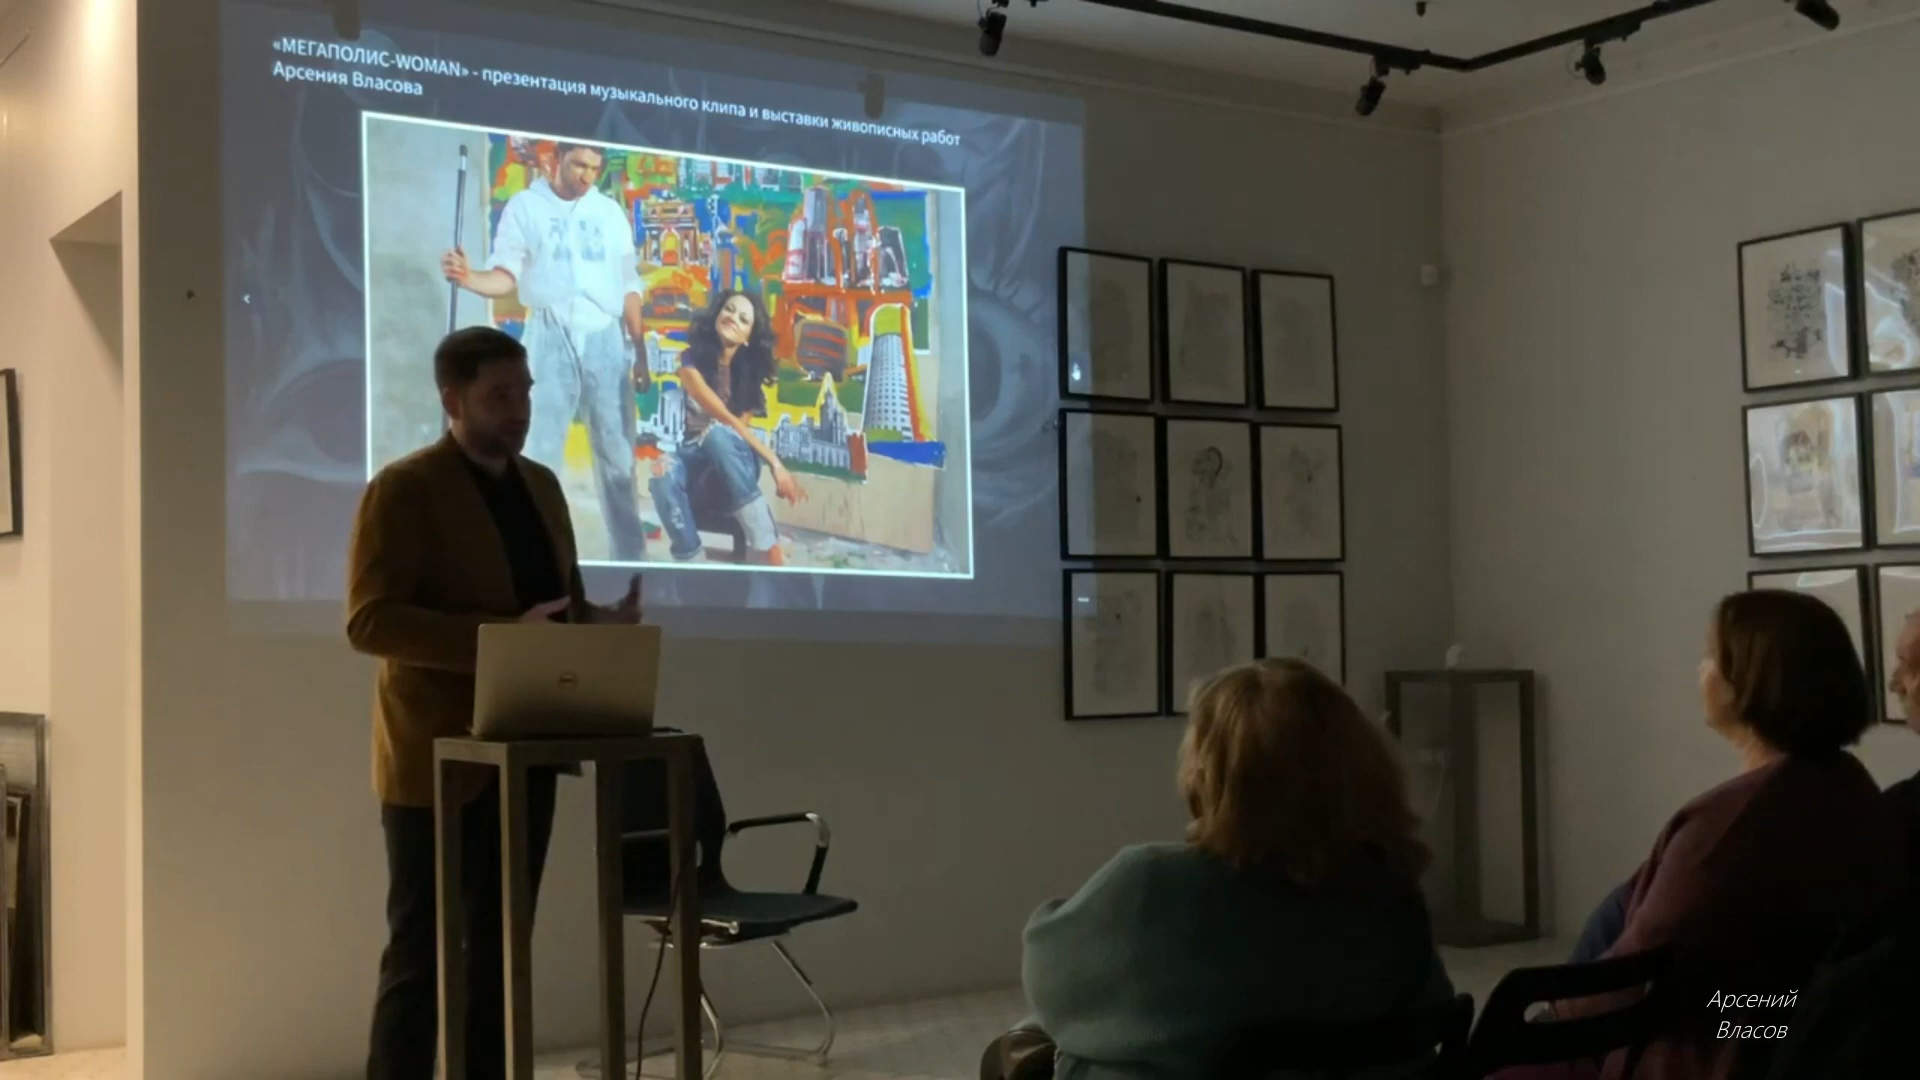 «МЕГАПОЛИС-WOMAN» - презентация музыкального клипа и выставки живописных работ
Арсения Власова
Арсений
Власов